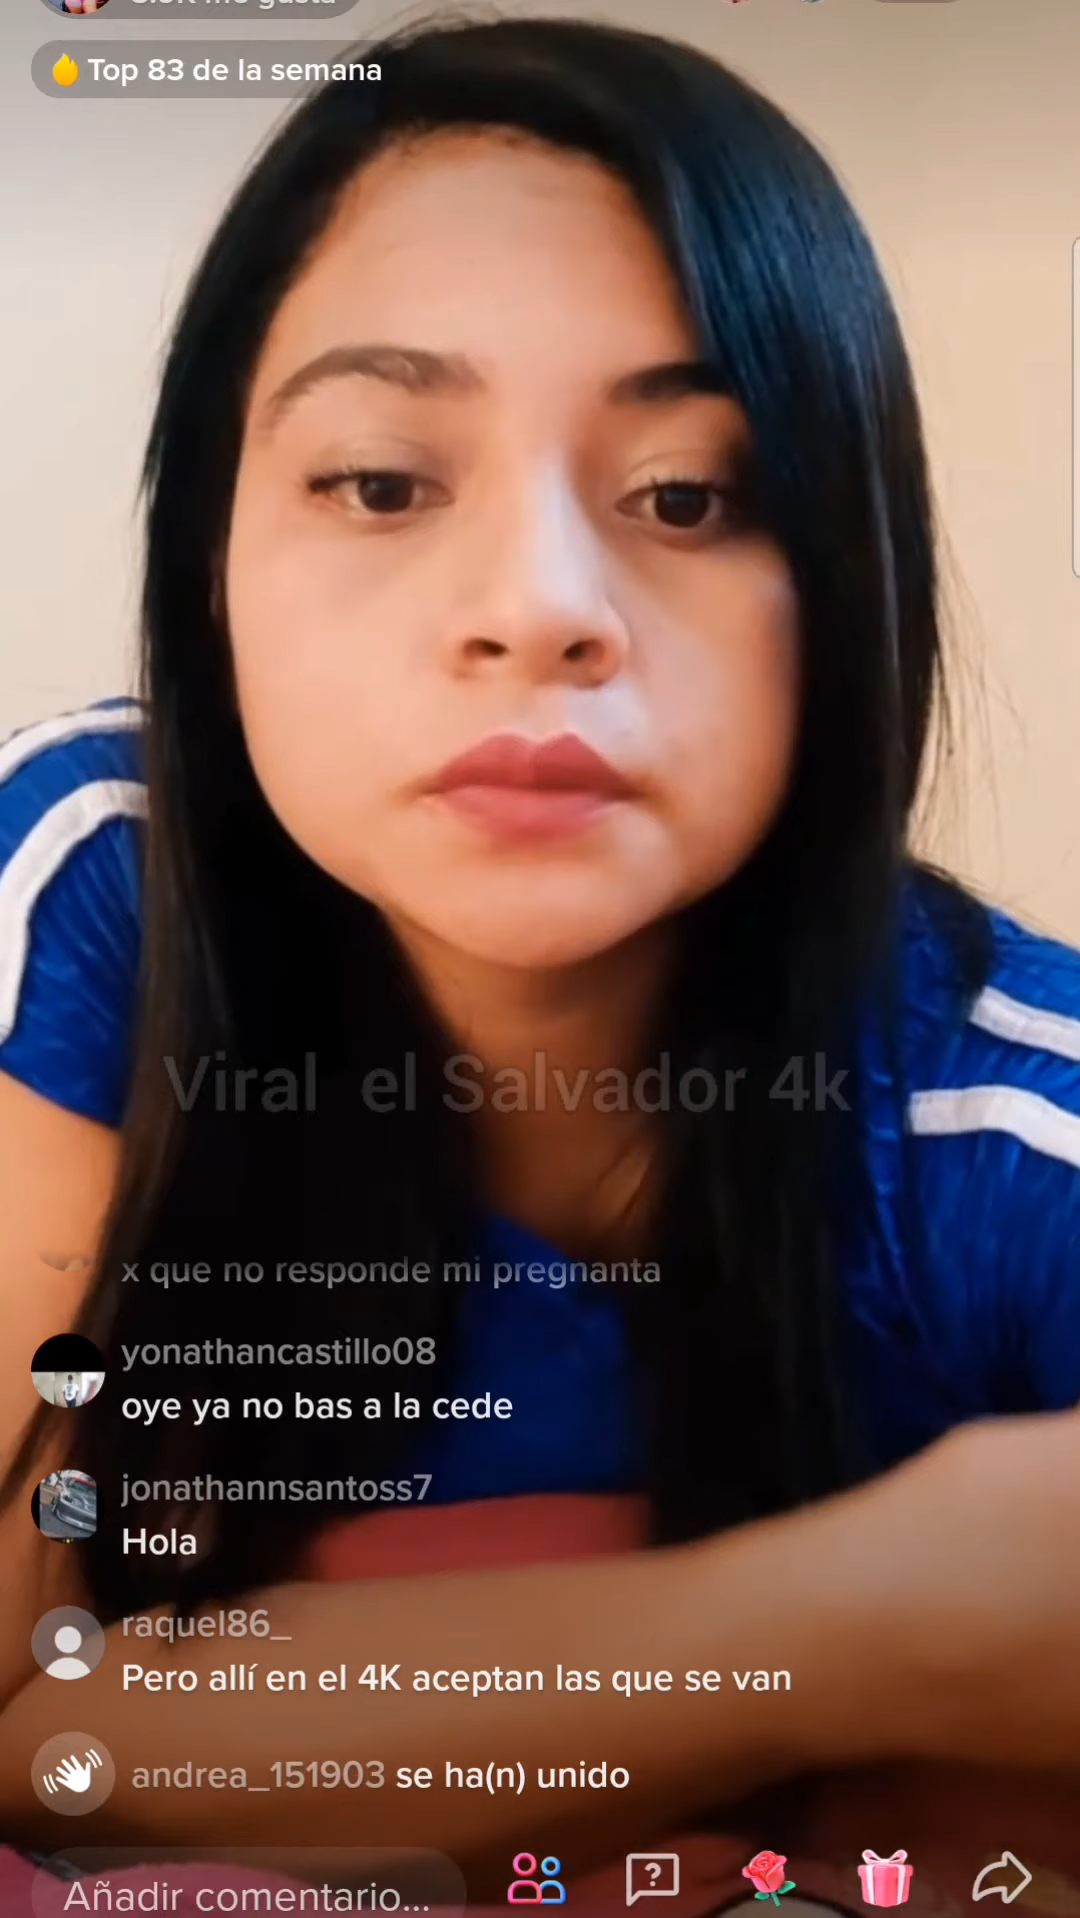 Top 83 de la semana
Viral el Salvador 4k
x que no responde mi pregnanta
yonathancastillo08
oye ya no bas a la cede
jonathannsantoss7
Hola
raquel86_
Pero allí en el 4K aceptan las que se van
andrea_151903 se ha(n) unido
Añadir comentario...